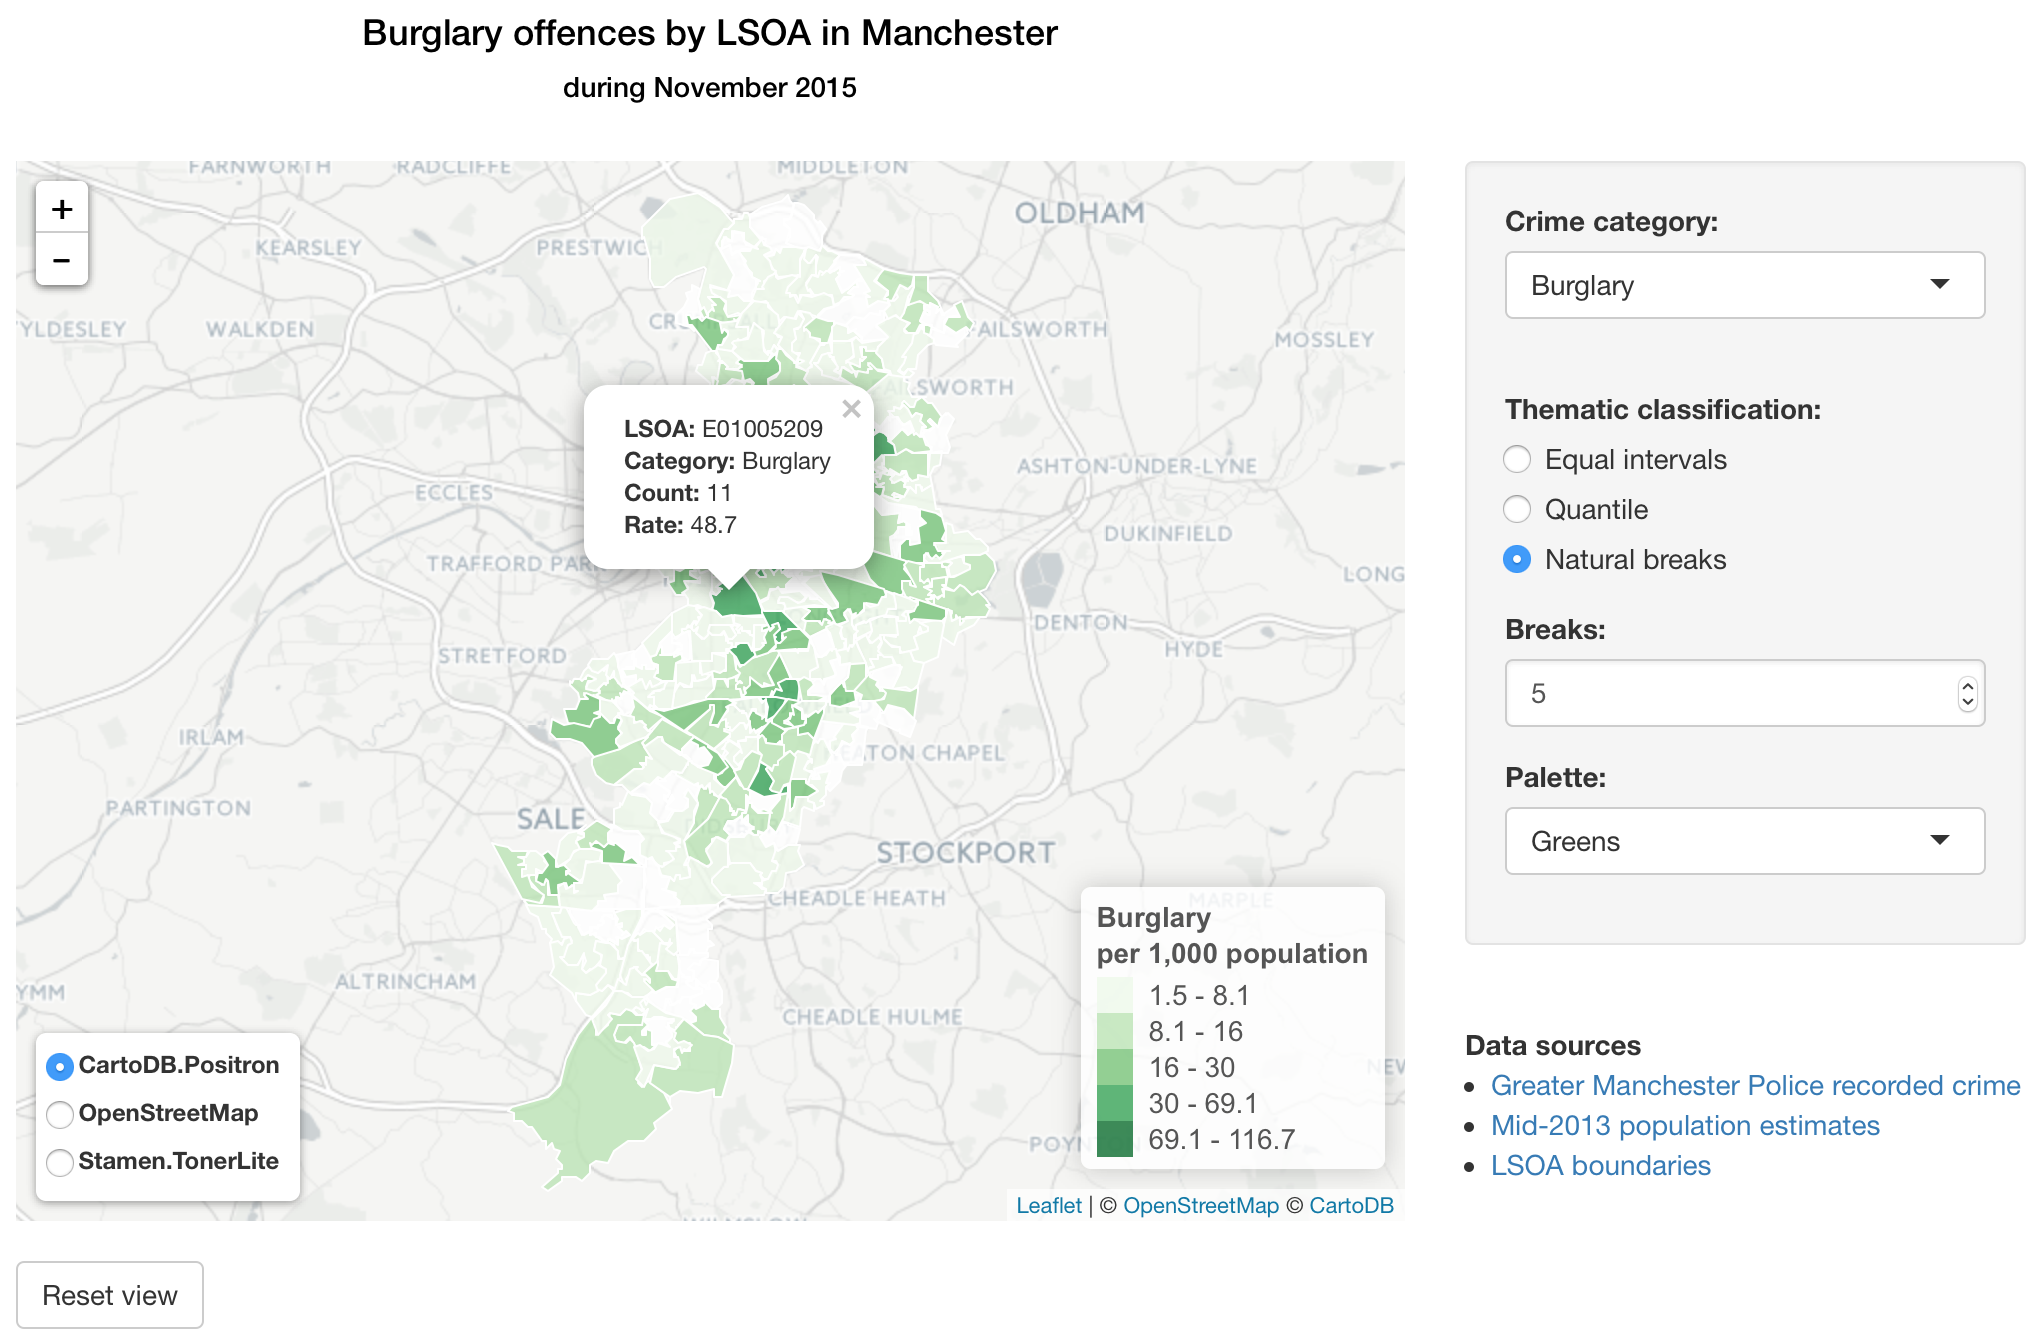 Burglary offences by LSOA in Manchester
during November 2015
FARNWORTH
RADCLIFFE
MIDDLETON
+
−
OLDHAM
KEARSLEY
PRESTWICH
YLDESLEY
WALKDEN
AILSWORTH
MOSSLEY
LSWORTH
LSOA: E01005209
Category: Burglary
Count: 11
Rate: 48.7
×
ECCLES
ASHTON-UNDER-LYNE
TRAFFORD PAR
DUKINFIELD
LONG
DENTON
STRETFORD
HYDE
IRLAM
EATON CHAPEL
PARTINGTON
SALE
STOCKPORT
CHEADLE HEATH
MARPLE
ALTRINCHAM
YMM
CHEADLE HULME
NEW
POYNTON
WILMSLOW
Burglary
per 1,000 population
1.5 - 8.1
8.1 - 16
16 - 30
30 - 69.1
69.1 - 116.7
CartoDB.Positron
OpenStreetMap
Stamen.TonerLite
Leaflet | © OpenStreetMap © CartoDB
Reset view
Crime category:
Burglary
Thematic classification:
Equal intervals
Quantile
Natural breaks
Breaks:
5
Palette:
Greens
Data sources
• Greater Manchester Police recorded crime
• Mid-2013 population estimates
• LSOA boundaries